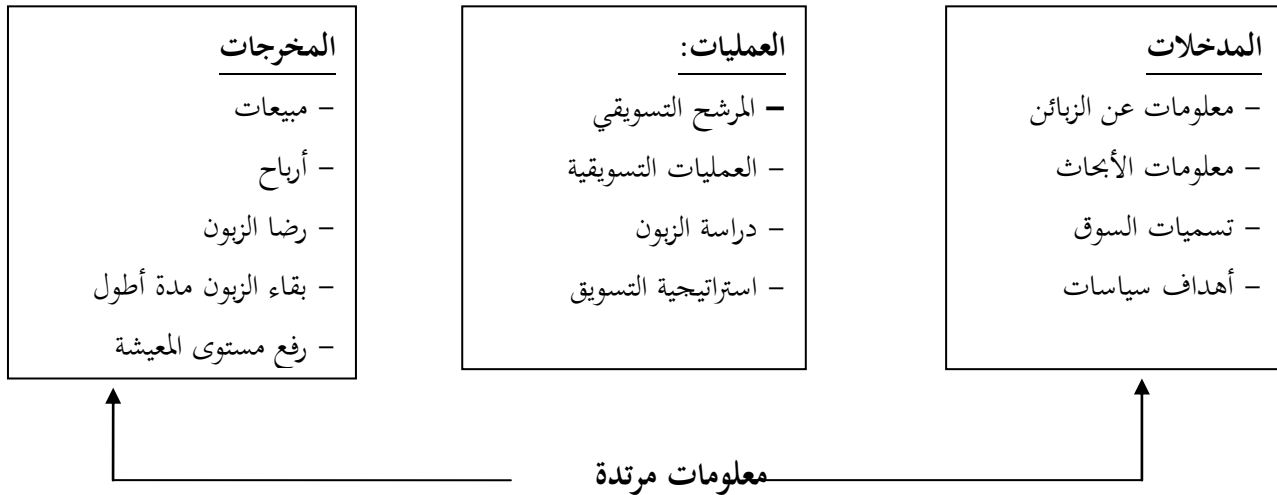 المدخلات
– معلومات عن الزبائن
– معلومات الأبحاث
– تسميات السوق
– أهداف سياسات
العمليات:
– المرشح التسويقي
– العمليات التسويقية
– دراسة الزبون
– استراتيجية التسويق
المخرجات
– مبيعات
– أرباح
– رضا الزبون
– بقاء الزبون مدة أطول
– رفع مستوى المعيشة
معلومات مرتدة